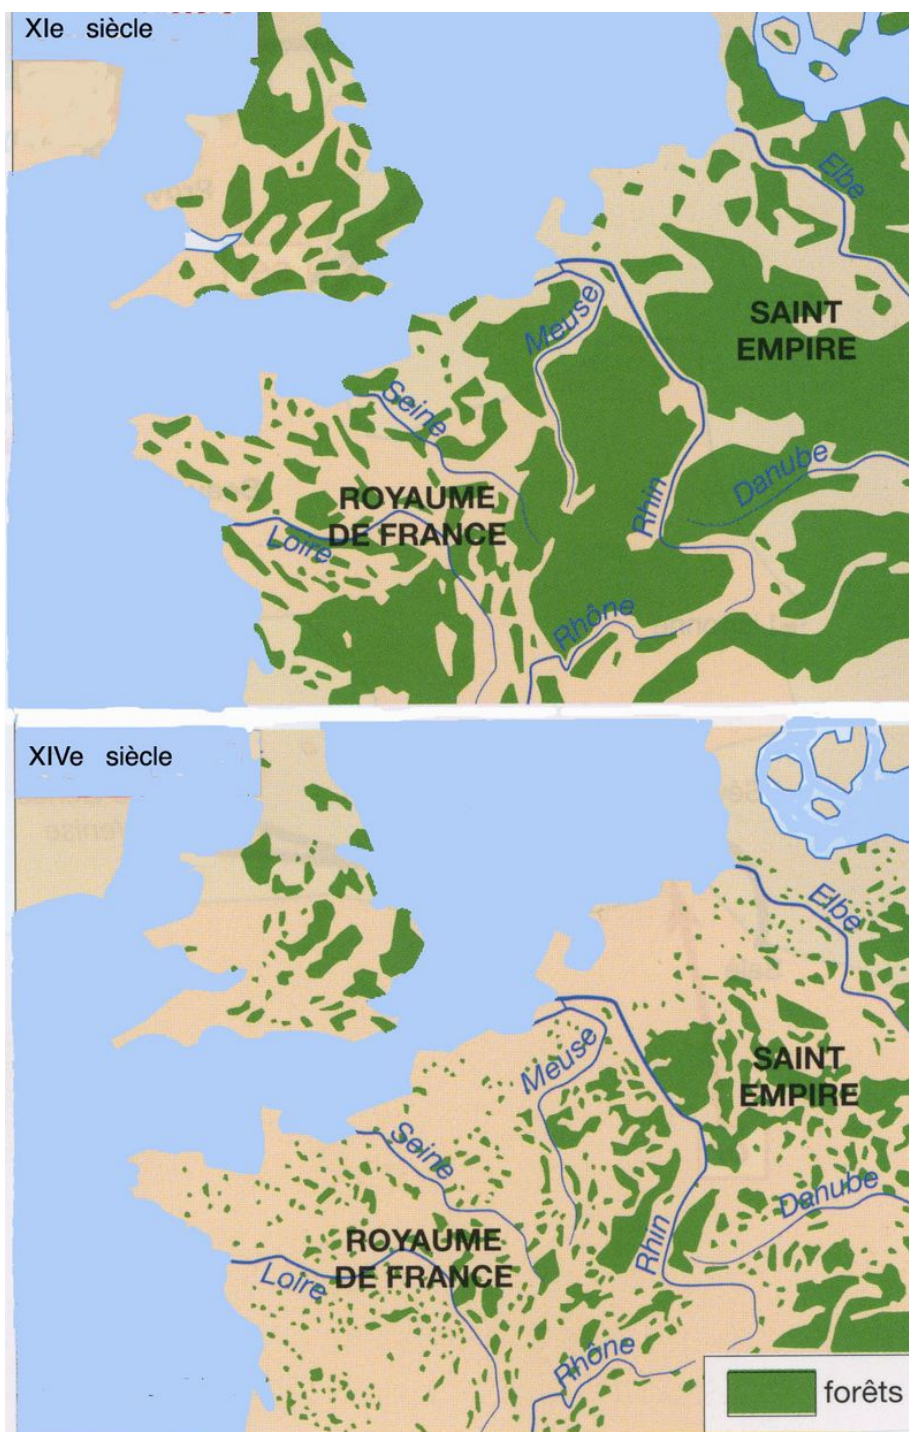 XIe siècle
Elbe
Meuse
SAINT
EMPIRE
Seine
Danube
ROYAUME
DE FRANCE
Rhin
Loire
Rhône
XIVe siècle
Elbe
Meuse
SAINT
EMPIRE
Seine
Danube
ROYAUME
DE FRANCE
Rhin
Loire
Rhône
forêts